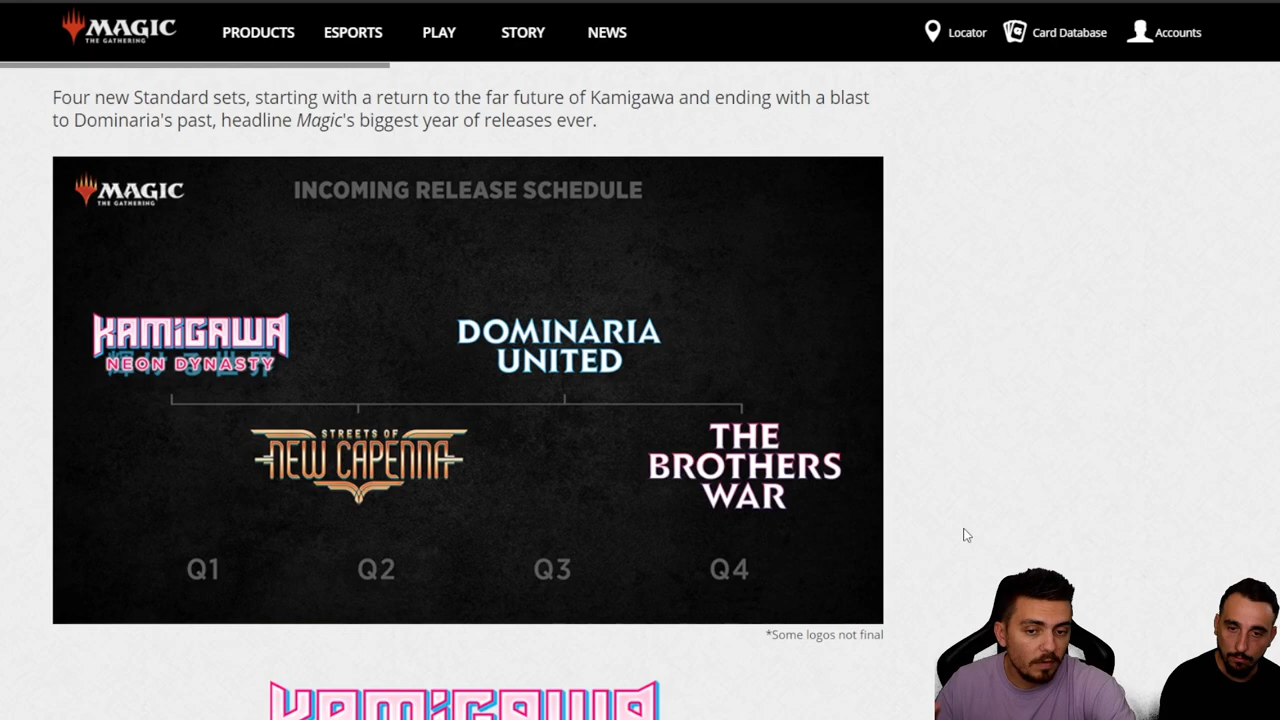 MAGIC
THE GATHERING
PRODUCTS ESPORTS PLAY STORY NEWS
Locator Card Database Accounts
Four new Standard sets, starting with a return to the far future of Kamigawa and ending with a blast
to Dominaria's past, headline Magic's biggest year of releases ever.
MAGIC
THE GATHERING
INCOMING RELEASE SCHEDULE
KAMIGAWA
NEON DYNASTY
DOMINARIA
UNITED
STREETS OF
NEW CAPENNA
THE
BROTHERS
WAR
Q1 Q2 Q3 Q4
*Some logos not final
KAMIGAWA